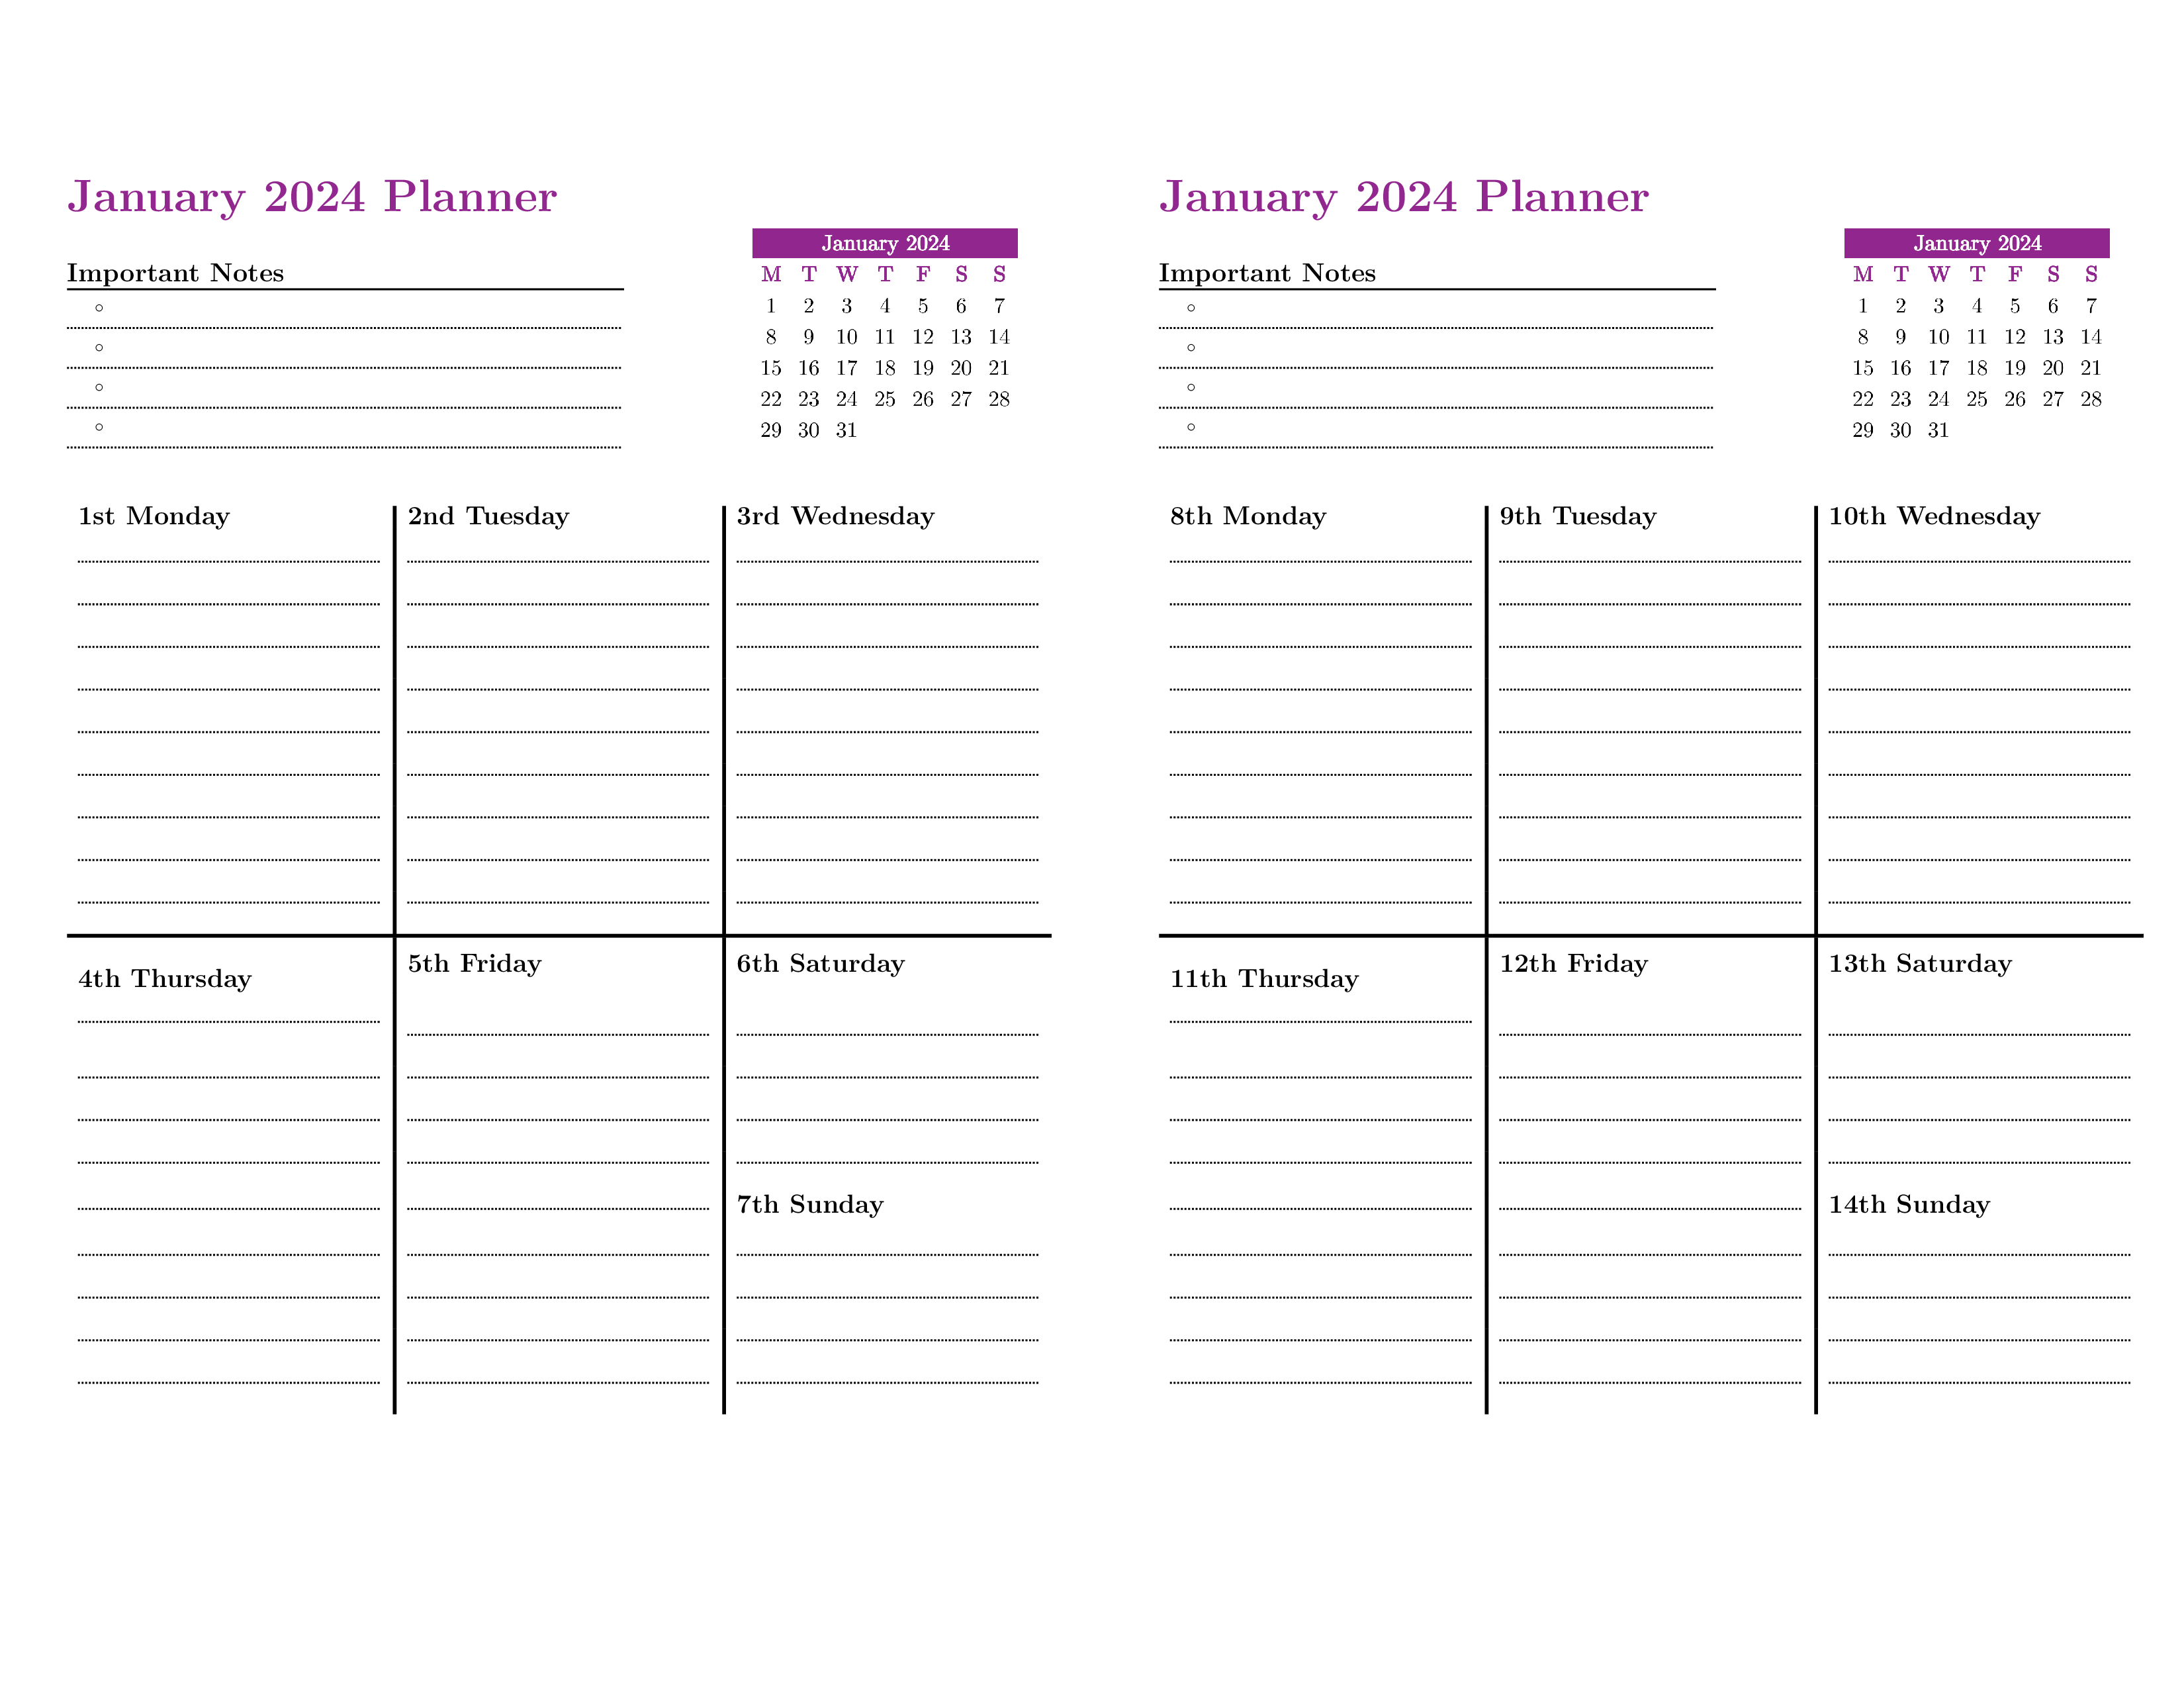 January 2024 Planner
Important Notes
January 2024
M T W T F S S
1 2 3 4 5 6 7
8 9 10 11 12 13 14
15 16 17 18 19 20 21
22 23 24 25 26 27 28
29 30 31
1st Monday
2nd Tuesday
3rd Wednesday
4th Thursday
5th Friday
6th Saturday
7th Sunday
January 2024 Planner
Important Notes
January 2024
M T W T F S S
1 2 3 4 5 6 7
8 9 10 11 12 13 14
15 16 17 18 19 20 21
22 23 24 25 26 27 28
29 30 31
8th Monday
9th Tuesday
10th Wednesday
11th Thursday
12th Friday
13th Saturday
14th Sunday